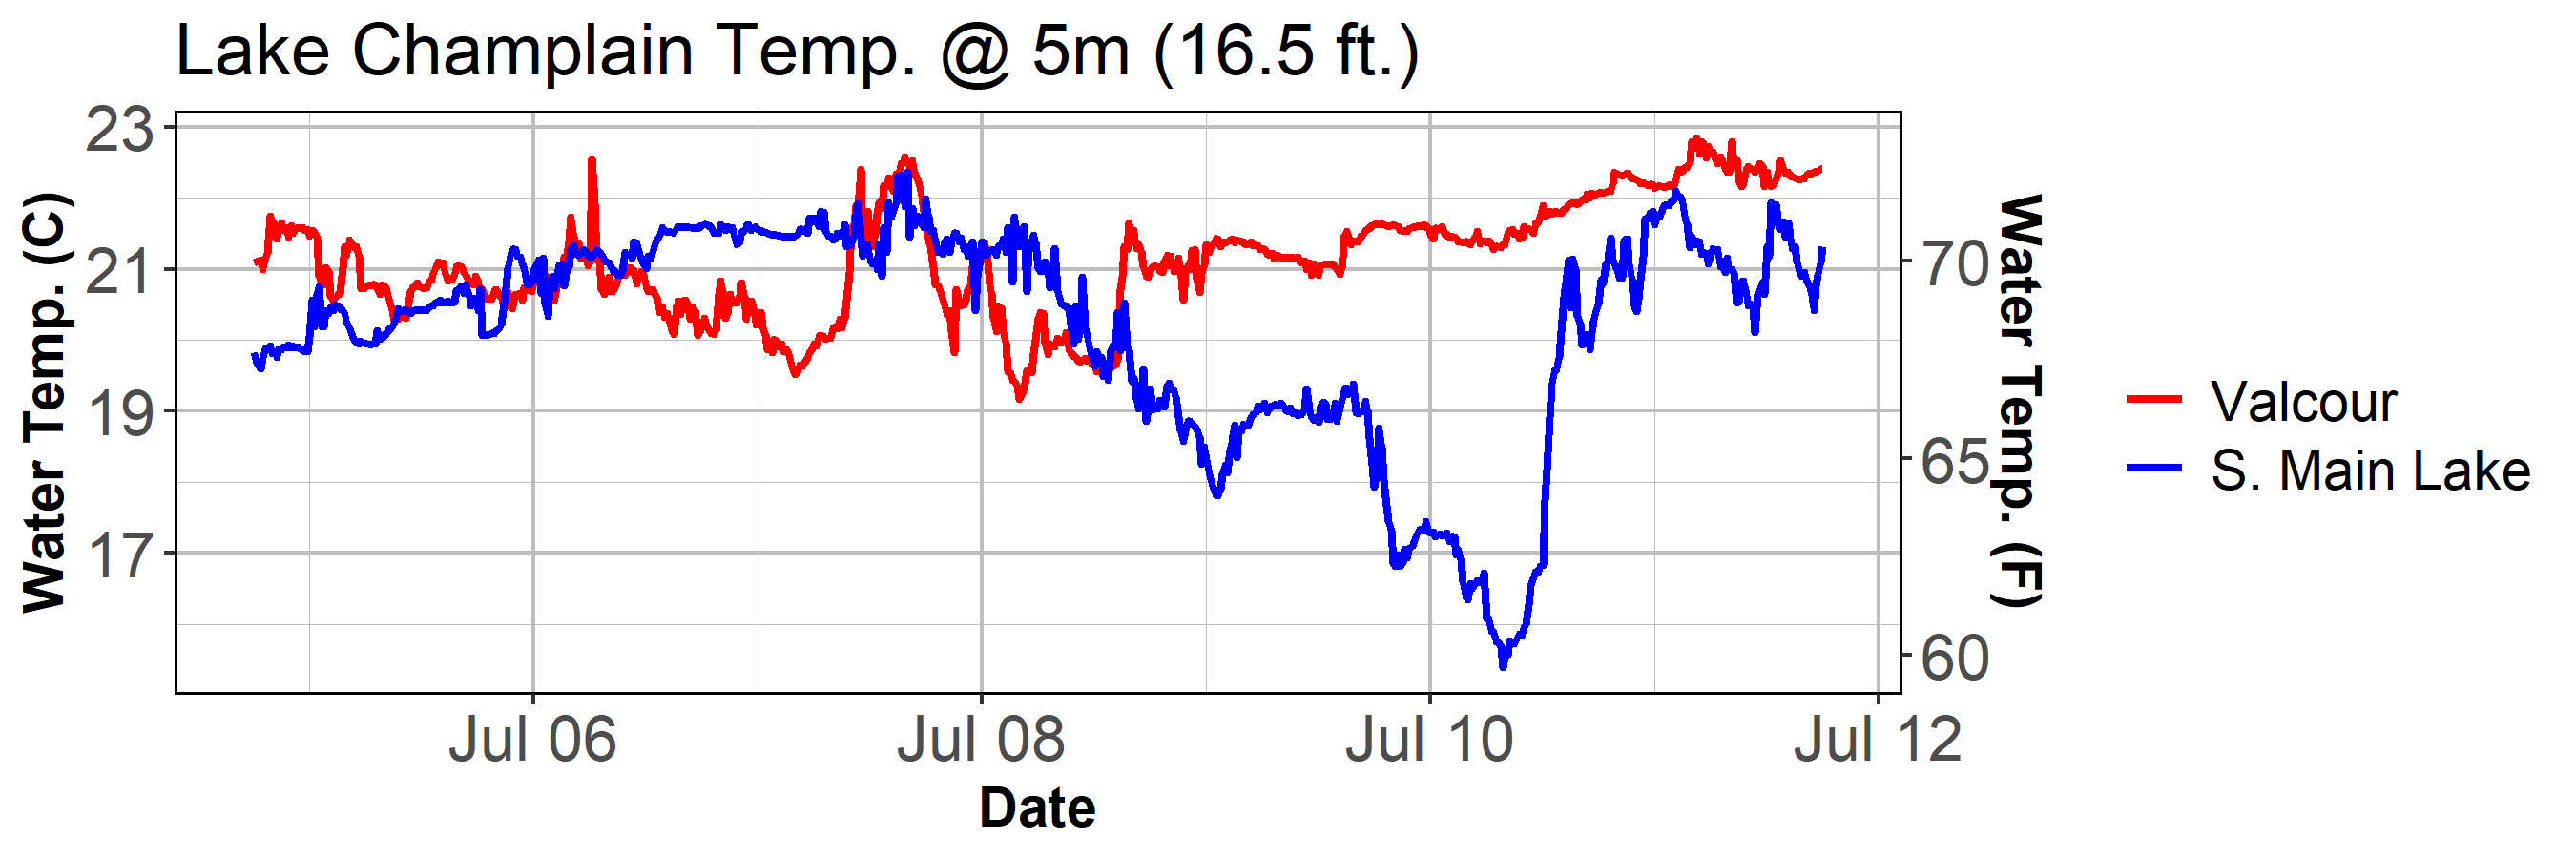 Lake Champlain Temp. @ 5m (16.5 ft.)
Water Temp. (C)
23
21
19
17
70
65
60
Water Temp. (F)
Jul 06
Jul 08
Jul 10
Jul 12
Date
Valcour
S. Main Lake